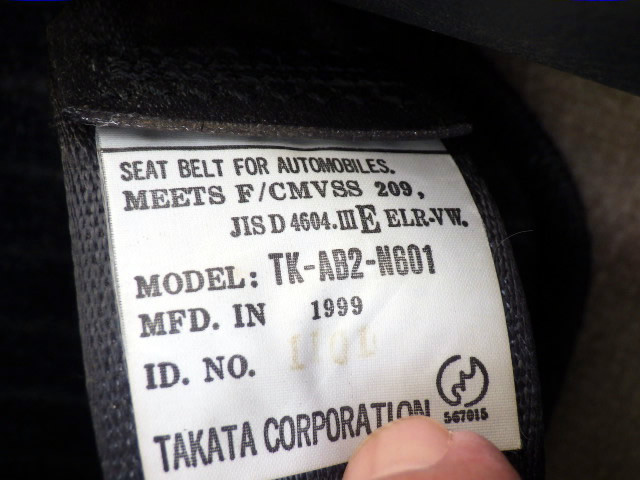 SEAT BELT FOR AUTOMOBILES.
MEETS F/CMVSS 209,
JIS D 4604.III E ELR-VW.
MODEL: TK-AB2-N601
MFD. IN 1999
ID. NO.
TAKATA CORPORATION
567015